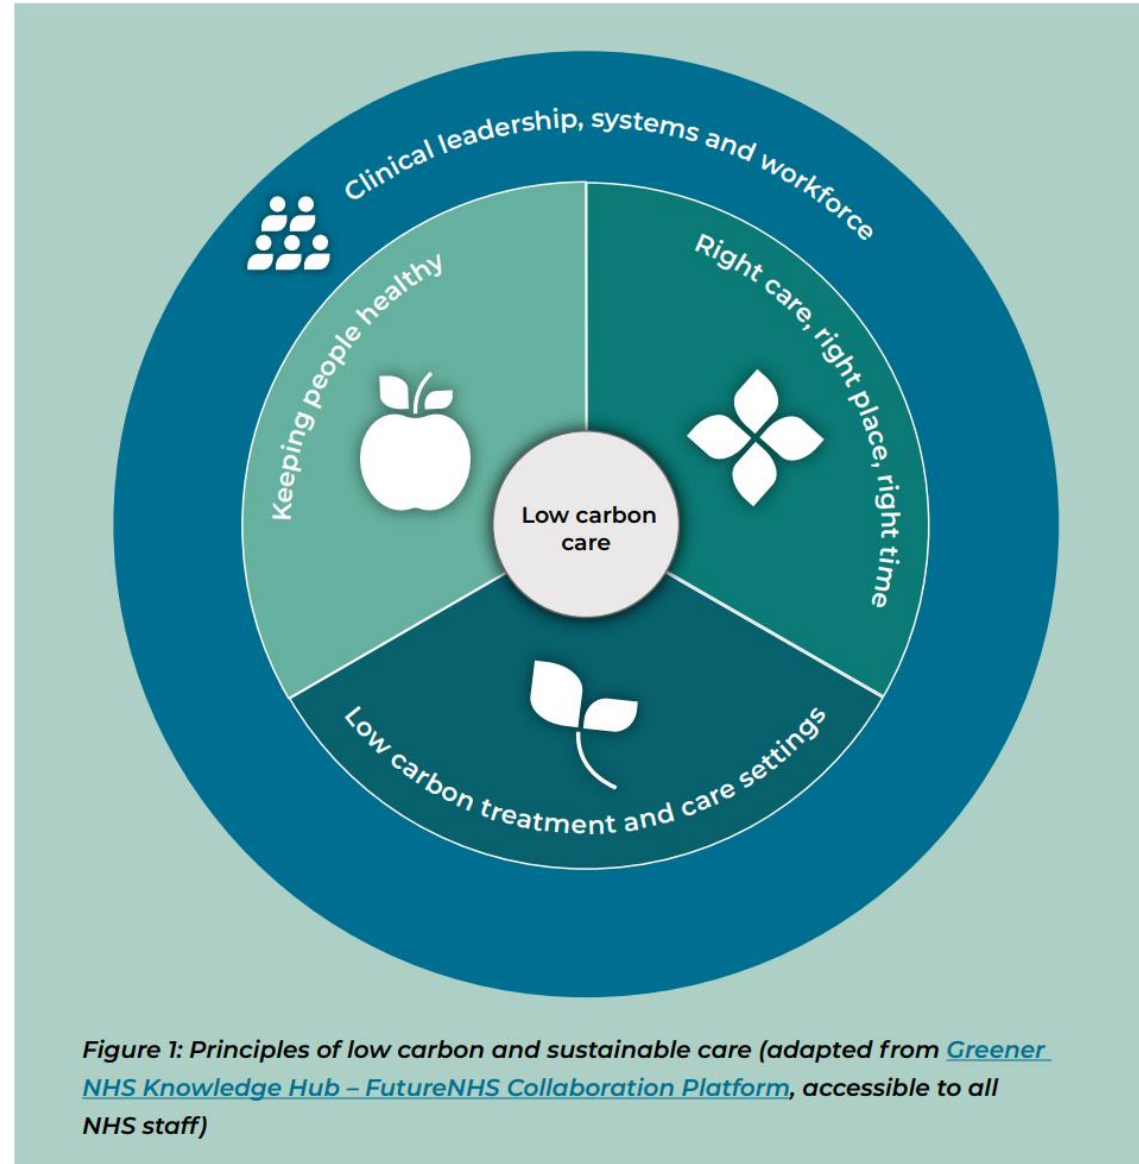 Clinical leadership, systems and workforce
Keeping people healthy
Right care, right place, right time
Low carbon
care
Low carbon treatment and care settings
Figure 1: Principles of low carbon and sustainable care (adapted from Greener
NHS Knowledge Hub – FutureNHS Collaboration Platform, accessible to all
NHS staff)